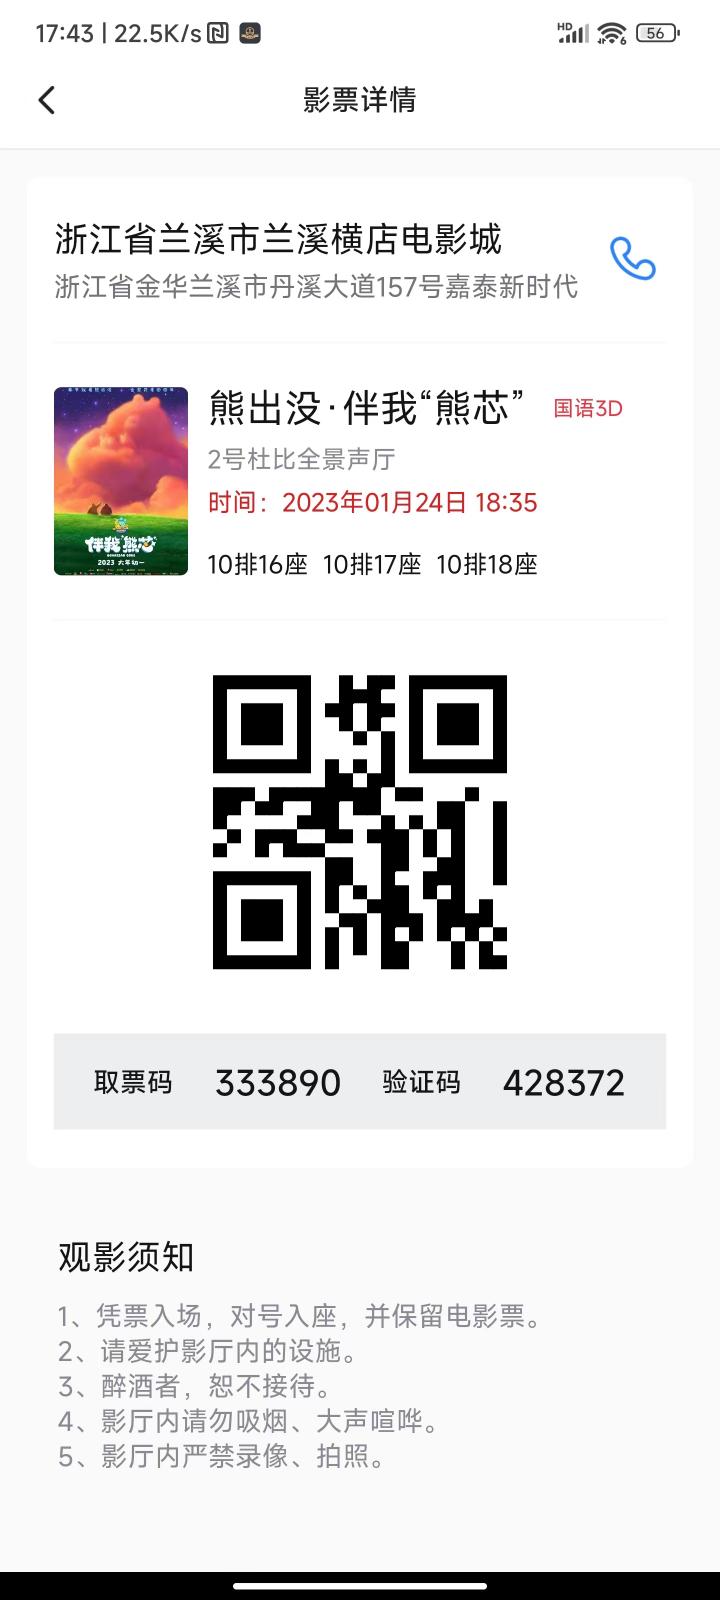 17:43 | 22.5K/s
HD
6
56
影票详情
浙江省兰溪市兰溪横店电影城
浙江省金华兰溪市丹溪大道157号嘉泰新时代
熊出没·伴我“熊芯” 国语3D
2号杜比全景声厅
时间：2023年01月24日 18:35
10排16座 10排17座 10排18座
伴我"熊芯"
2023 大年初一
取票码 333890 验证码 428372
观影须知
1、凭票入场，对号入座，并保留电影票。
2、请爱护影厅内的设施。
3、醉酒者，恕不接待。
4、影厅内请勿吸烟、大声喧哗。
5、影厅内严禁录像、拍照。